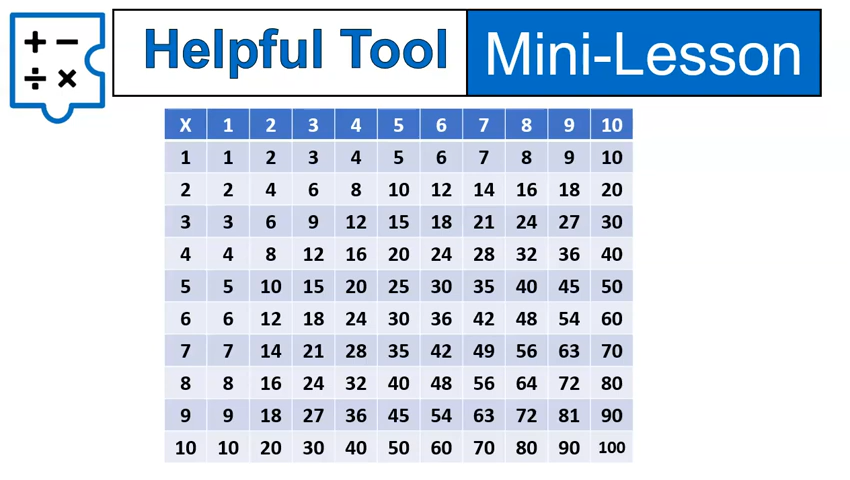 + −
÷ ×
Helpful Tool Mini-Lesson
X 1 2 3 4 5 6 7 8 9 10
1 1 2 3 4 5 6 7 8 9 10
2 2 4 6 8 10 12 14 16 18 20
3 3 6 9 12 15 18 21 24 27 30
4 4 8 12 16 20 24 28 32 36 40
5 5 10 15 20 25 30 35 40 45 50
6 6 12 18 24 30 36 42 48 54 60
7 7 14 21 28 35 42 49 56 63 70
8 8 16 24 32 40 48 56 64 72 80
9 9 18 27 36 45 54 63 72 81 90
10 10 20 30 40 50 60 70 80 90 100